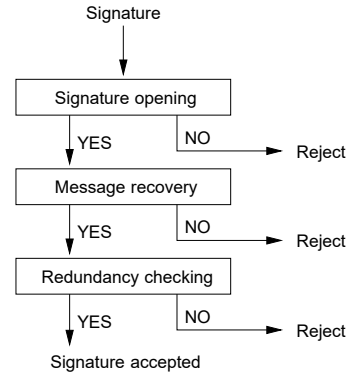 Signature
Signature opening
YES
NO
Reject
Message recovery
YES
NO
Reject
Redundancy checking
YES
NO
Reject
Signature accepted